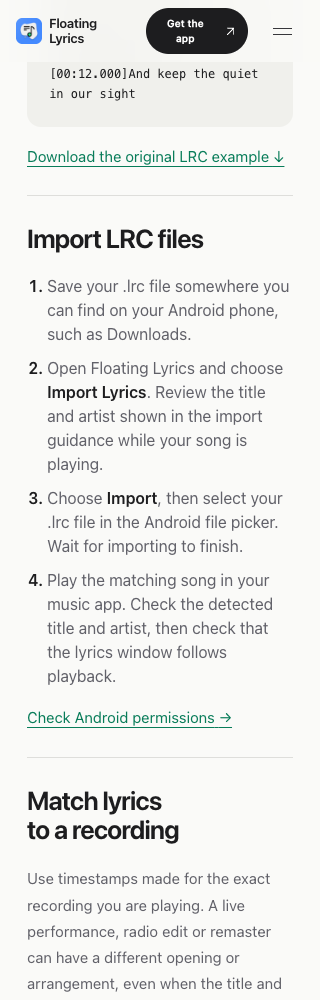 Floating
Lyrics
Get the
app
[00:12.000]And keep the quiet
in our sight
Download the original LRC example ↓
Import LRC files
1. Save your .lrc file somewhere you
can find on your Android phone,
such as Downloads.
2. Open Floating Lyrics and choose
Import Lyrics. Review the title
and artist shown in the import
guidance while your song is
playing.
3. Choose Import, then select your
.lrc file in the Android file picker.
Wait for importing to finish.
4. Play the matching song in your
music app. Check the detected
title and artist, then check that
the lyrics window follows
playback.
Check Android permissions →
Match lyrics
to a recording
Use timestamps made for the exact
recording you are playing. A live
performance, radio edit or remaster
can have a different opening or
arrangement, even when the title and